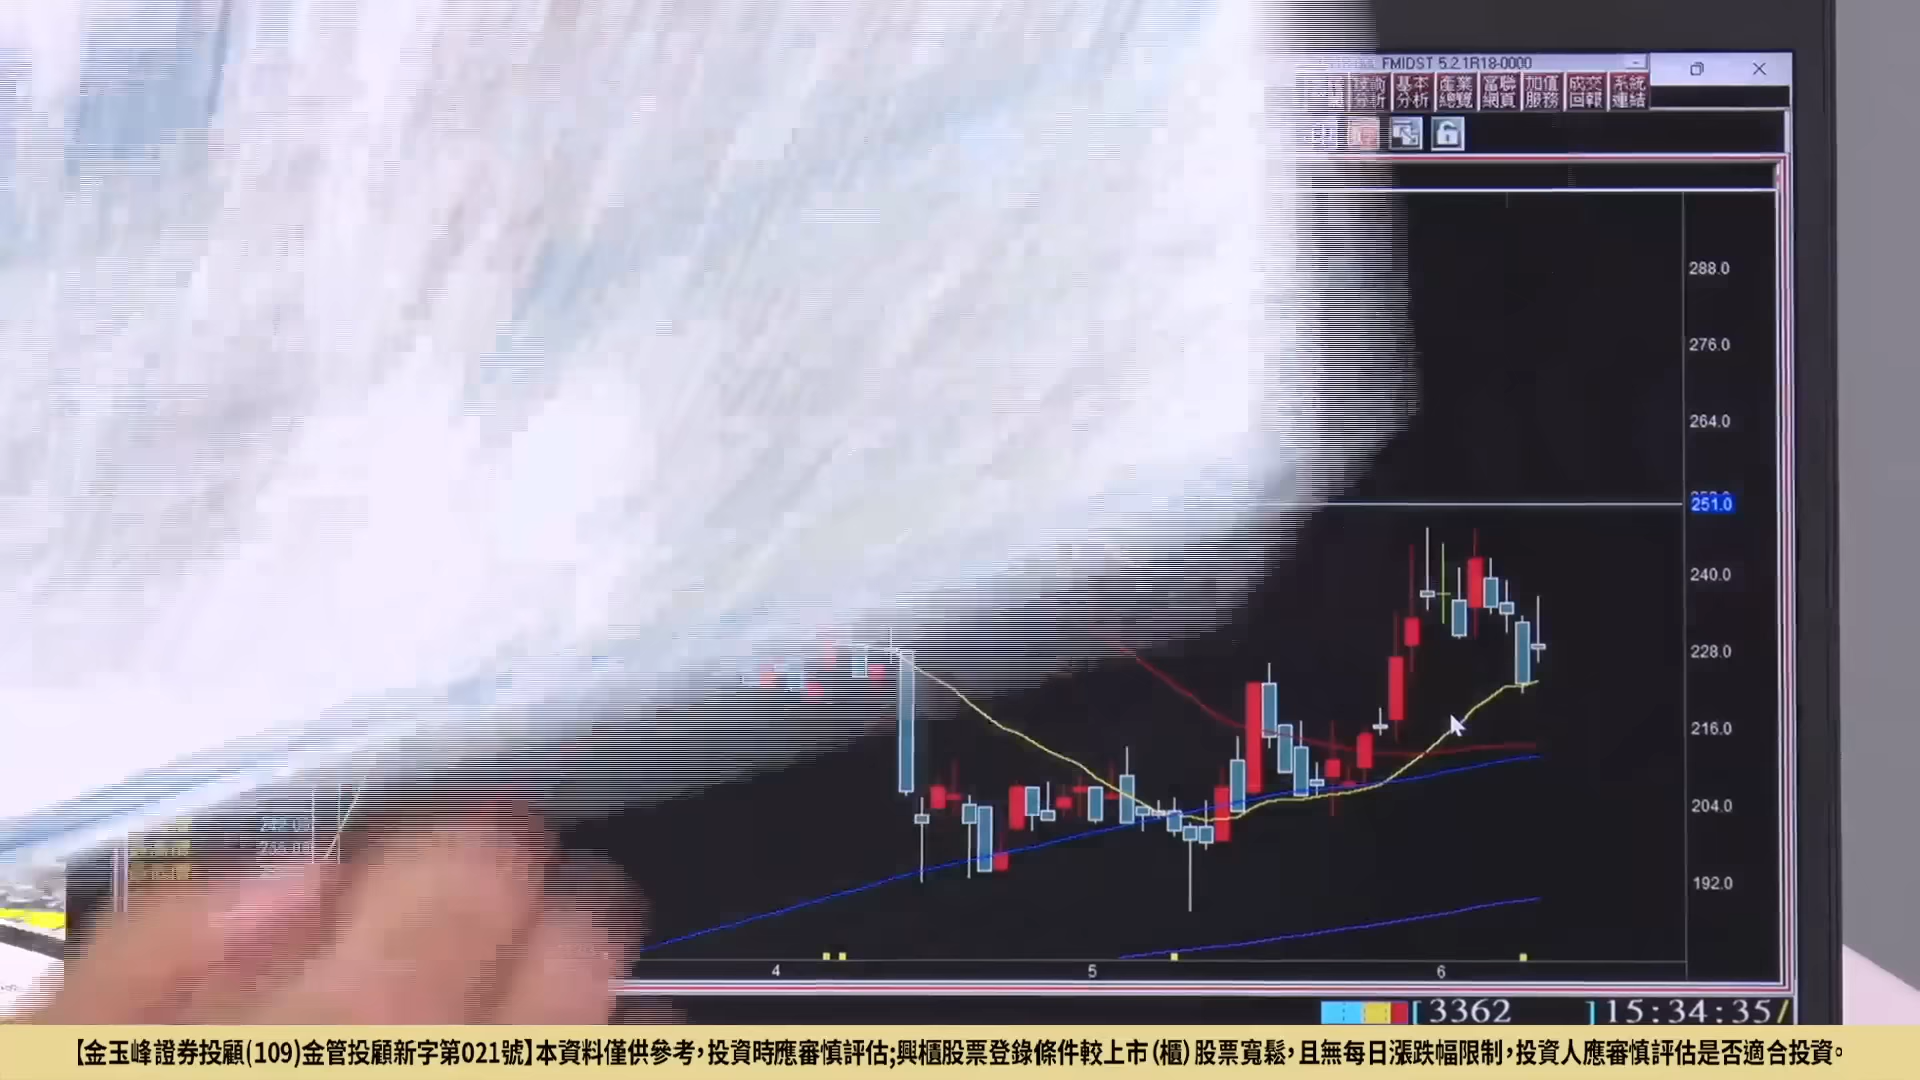 FMIDST 5.2.1R18-0000
技術 基本 產業 富聯 加值 成交 系統
分析 分析 總覽 網頁 服務 回報 連結
288.0
276.0
264.0
251.0
240.0
228.0
216.0
204.0
192.0
4 5 6
[ 3362 ] 15:34:35/
【金玉峰證券投顧(109)金管投顧新字第021號】本資料僅供參考，投資時應審慎評估;興櫃股票登錄條件較上市(櫃)股票寬鬆，且無每日漲跌幅限制，投資人應審慎評估是否適合投資。